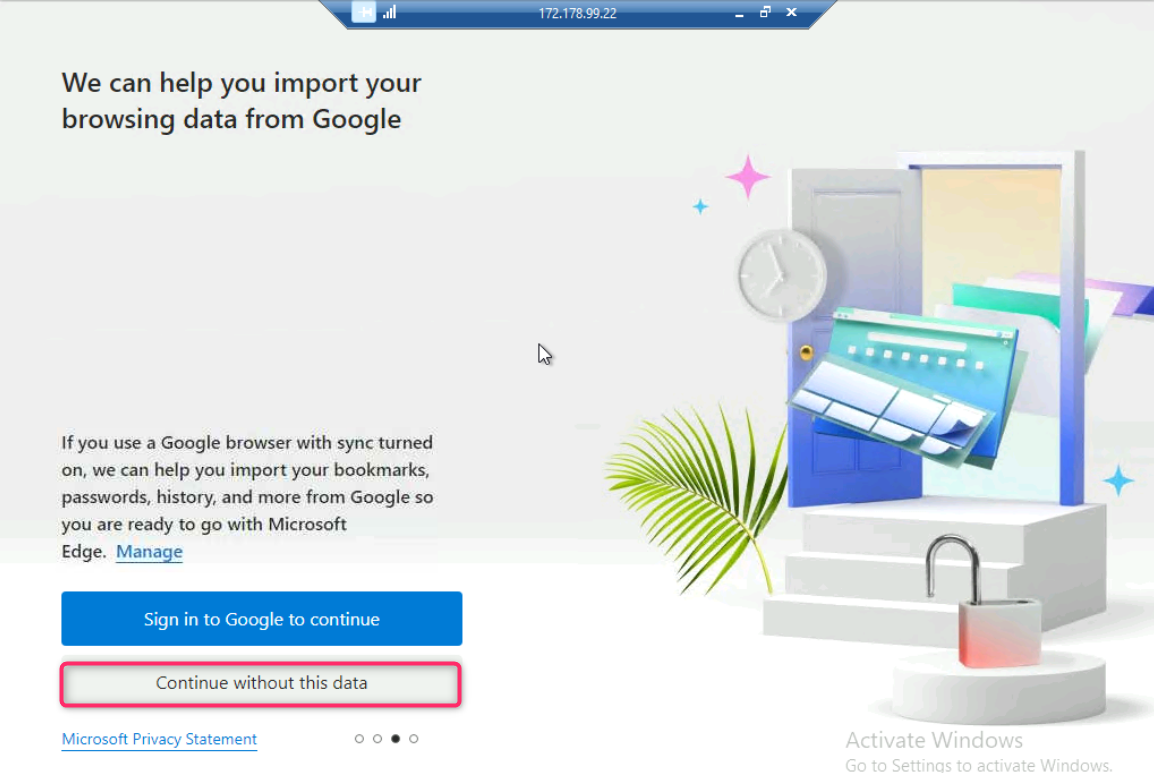 172.178.99.22
We can help you import your
browsing data from Google
If you use a Google browser with sync turned
on, we can help you import your bookmarks,
passwords, history, and more from Google so
you are ready to go with Microsoft
Edge. Manage
Sign in to Google to continue
Continue without this data
Microsoft Privacy Statement
Activate Windows
Go to Settings to activate Windows.